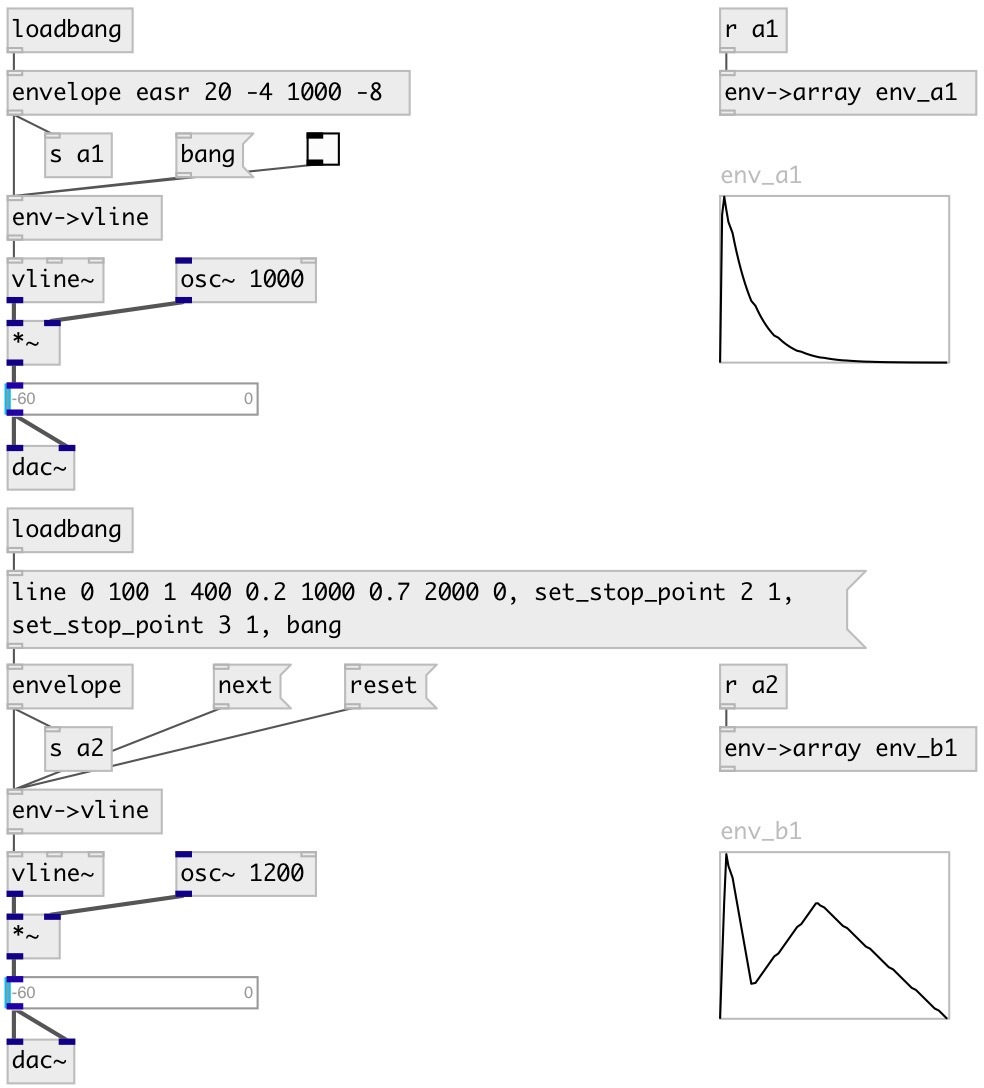 loadbang
r a1
envelope easr 20 -4 1000 -8
env->array env_a1
s a1
bang
env_a1
env->vline
vline~
osc~ 1000
*~
-60
0
dac~
loadbang
line 0 100 1 400 0.2 1000 0.7 2000 0, set_stop_point 2 1,
set_stop_point 3 1, bang
envelope
next
reset
r a2
s a2
env->array env_b1
env->vline
env_b1
vline~
osc~ 1200
*~
-60
0
dac~